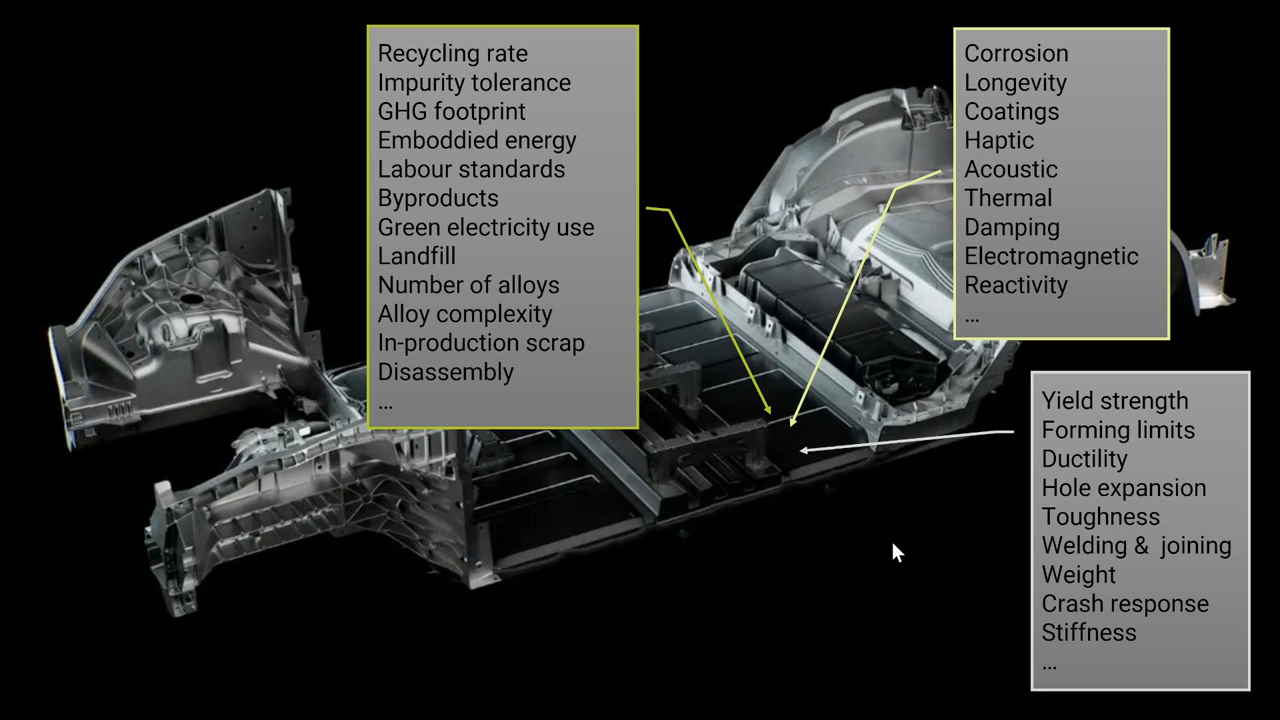 Recycling rate
Impurity tolerance
GHG footprint
Emboddied energy
Labour standards
Byproducts
Green electricity use
Landfill
Number of alloys
Alloy complexity
In-production scrap
Disassembly
...
Corrosion
Longevity
Coatings
Haptic
Acoustic
Thermal
Damping
Electromagnetic
Reactivity
...
Yield strength
Forming limits
Ductility
Hole expansion
Toughness
Welding &  joining
Weight
Crash response
Stiffness
...